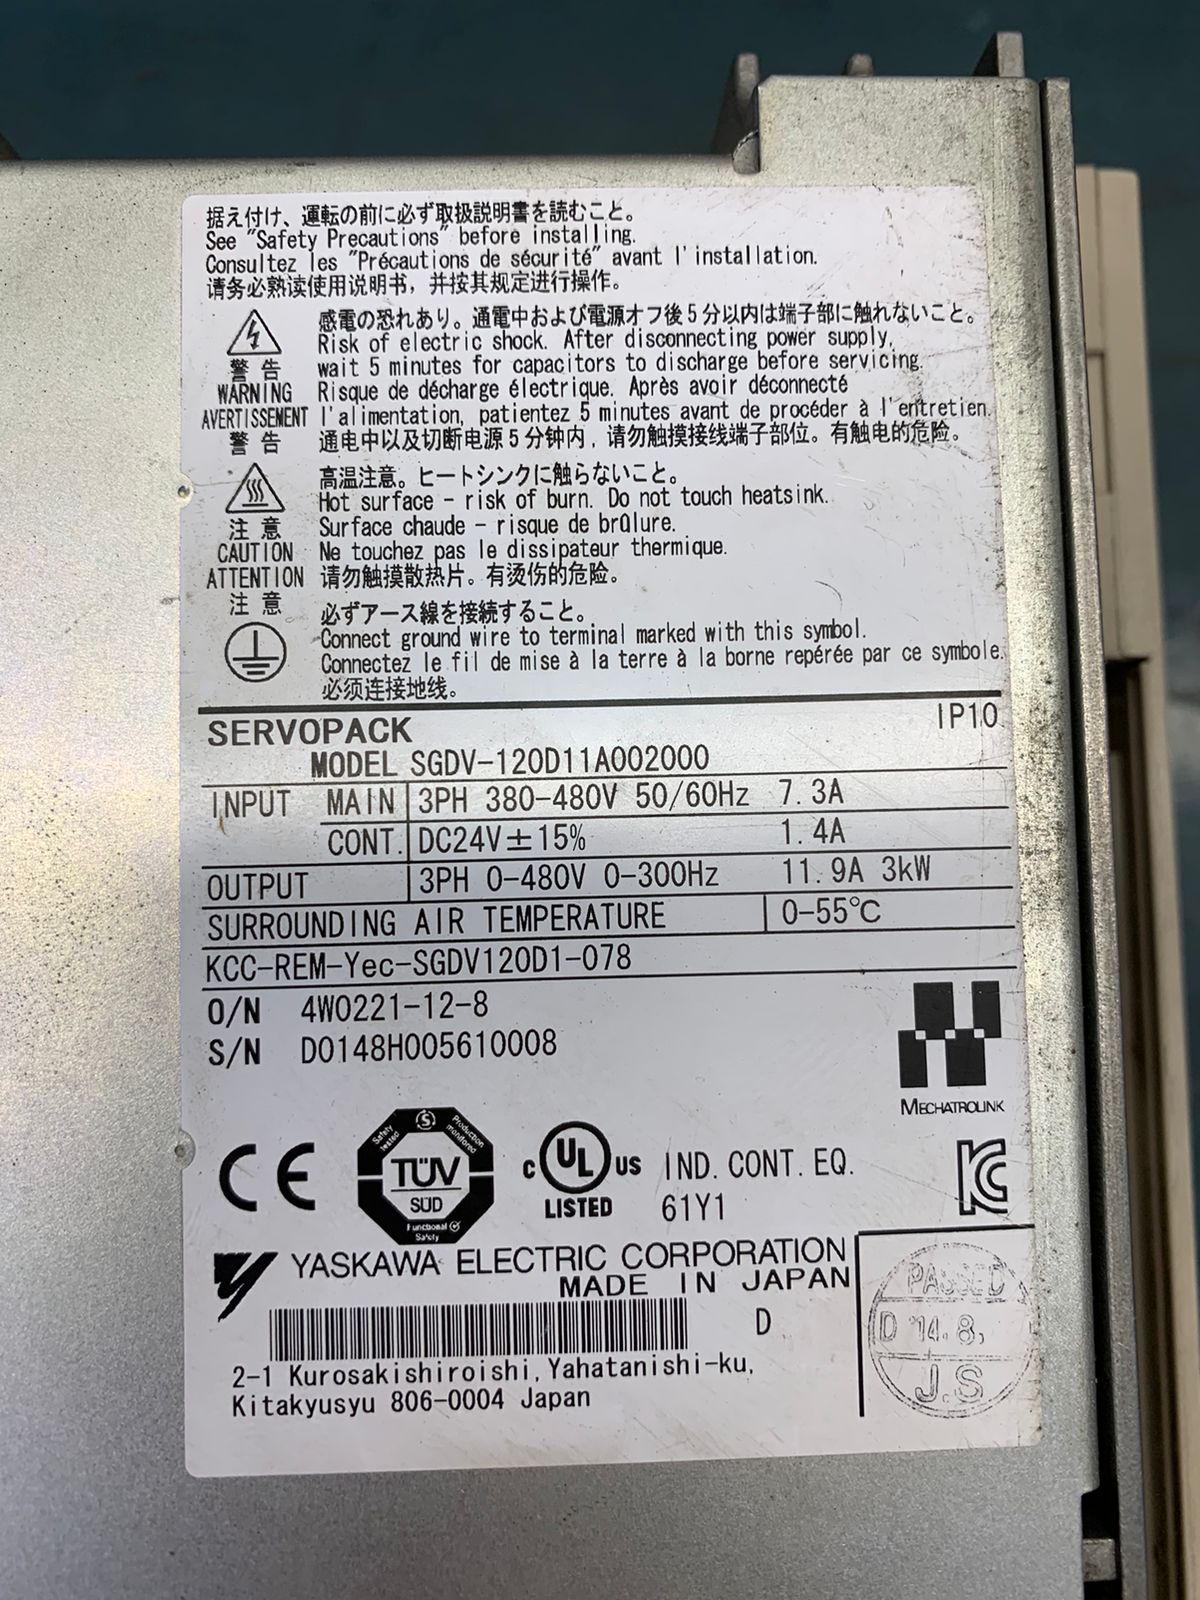 据え付け、運転の前に必ず取扱説明書を読むこと。
See "Safety Precautions" before installing.
Consultez les "Précautions de sécurité" avant l'installation.
请务必熟读使用说明书，并按其规定进行操作。
警告
WARNING
AVERTISSEMENT
警告
感電の恐れあり。通電中および電源オフ後5分以内は端子部に触れないこと。
Risk of electric shock. After disconnecting power supply,
wait 5 minutes for capacitors to discharge before servicing.
Risque de décharge électrique. Après avoir déconnecté
l'alimentation, patientez 5 minutes avant de procéder à l'entretien.
通电中以及切断电源5分钟内，请勿触摸接线端子部位。有触电的危险。
注意
CAUTION
ATTENTION
注意
高温注意。ヒートシンクに触らないこと。
Hot surface - risk of burn. Do not touch heatsink.
Surface chaude - risque de brûlure.
Ne touchez pas le dissipateur thermique.
请勿触摸散热片。有烫伤的危险。
必ずアース線を接続すること。
Connect ground wire to terminal marked with this symbol.
Connectez le fil de mise à la terre à la borne repérée par ce symbole.
必须连接地线。
SERVOPACK IP10
MODEL SGDV-120D11A002000
INPUT MAIN 3PH 380-480V 50/60Hz 7.3A
CONT. DC24V±15% 1.4A
OUTPUT 3PH 0-480V 0-300Hz 11.9A 3kW
SURROUNDING AIR TEMPERATURE 0-55℃
KCC-REM-Yec-SGDV120D1-078
O/N 4W0221-12-8
S/N D0148H005610008
MECHATROLINK
CE
Safety tested
S
Production monitored
TÜV
SÜD
Functional Safety
C UL US
LISTED
IND. CONT. EQ.
61Y1
KC
YASKAWA ELECTRIC CORPORATION
MADE IN JAPAN
D
2-1 Kurosakishiroishi, Yahatanishi-ku,
Kitakyusyu 806-0004 Japan
PASSED
D '14.8.
J.S